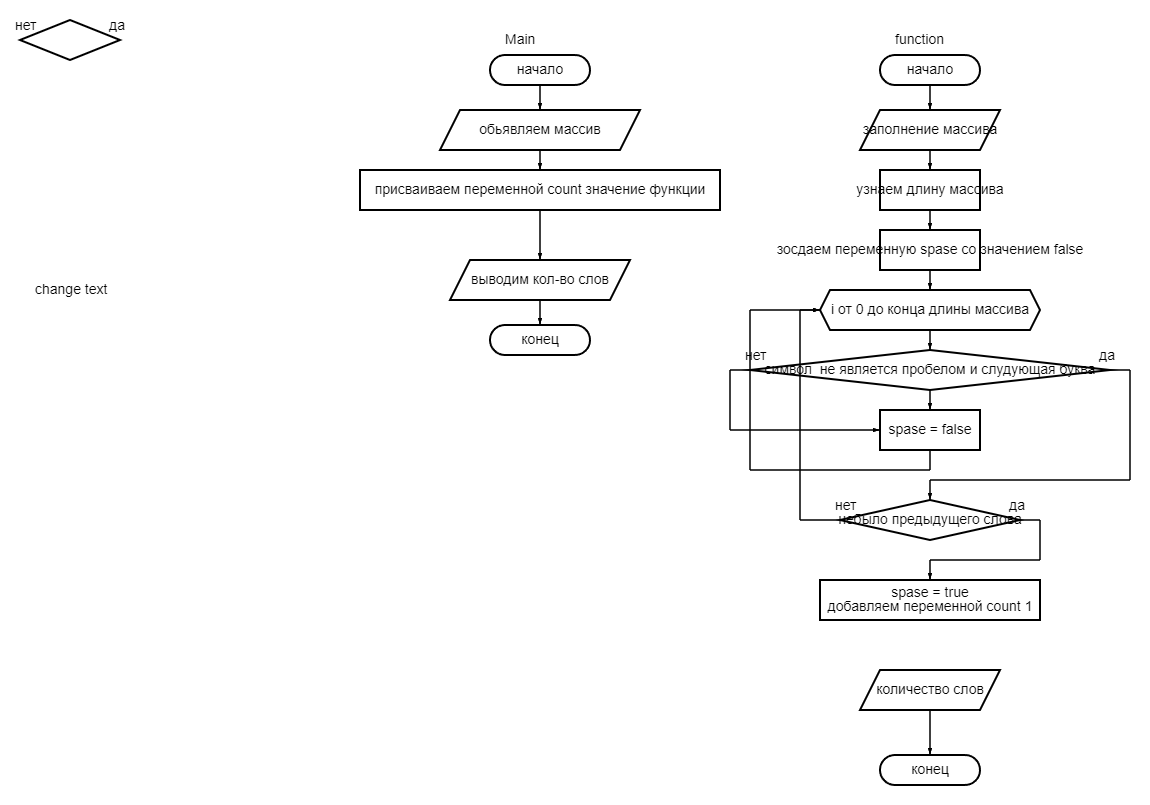 нет
да
change text
Main
начало
обьявляем массив
присваиваем переменной count значение функции
выводим кол-во слов
конец
function
начало
заполнение массива
узнаем длину массива
зосдаем переменную spase со значением false
i от 0 до конца длины массива
нет
да
символ  не является пробелом и слудующая буква
spase = false
нет
да
небыло предыдущего слова
spase = true
добавляем переменной count 1
количество слов
конец